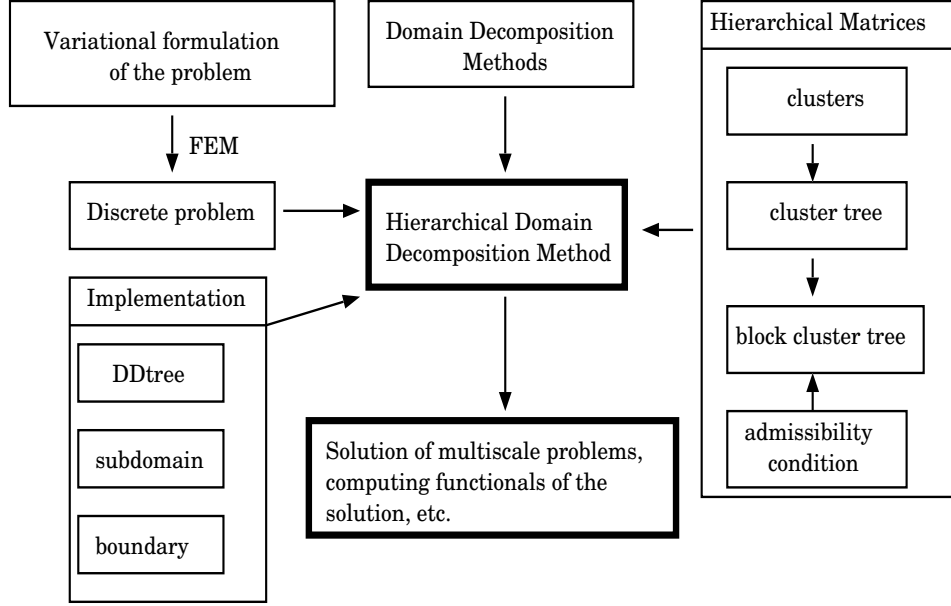 Variational formulation
of the problem
FEM
Discrete problem
Domain Decomposition
Methods
Hierarchical Domain
Decomposition Method
Implementation
DDtree
subdomain
boundary
Solution of multiscale problems,
computing functionals of the
solution, etc.
Hierarchical Matrices
clusters
cluster tree
block cluster tree
admissibility
condition